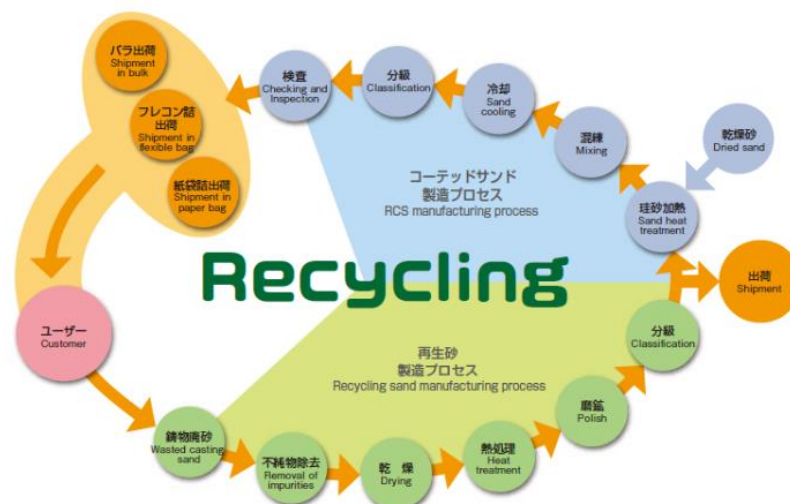 バラ出荷
Shipment
in bulk
フレコン詰
出荷
Shipment in
flexible bag
紙袋詰出荷
Shipment in
paper bag
検査
Checking and
Inspection
分級
Classification
冷却
Sand
cooling
混練
Mixing
乾燥砂
Dried sand
珪砂加熱
Sand heat
treatment
コーテッドサンド
製造プロセス
RCS manufacturing process
Recycling
出荷
Shipment
ユーザー
Customer
再生砂
製造プロセス
Recycling sand manufacturing process
分級
Classification
磨鉱
Polish
熱処理
Heat
treatment
乾 燥
Drying
不純物除去
Removal of
impurities
鋳物廃砂
Wasted casting
sand